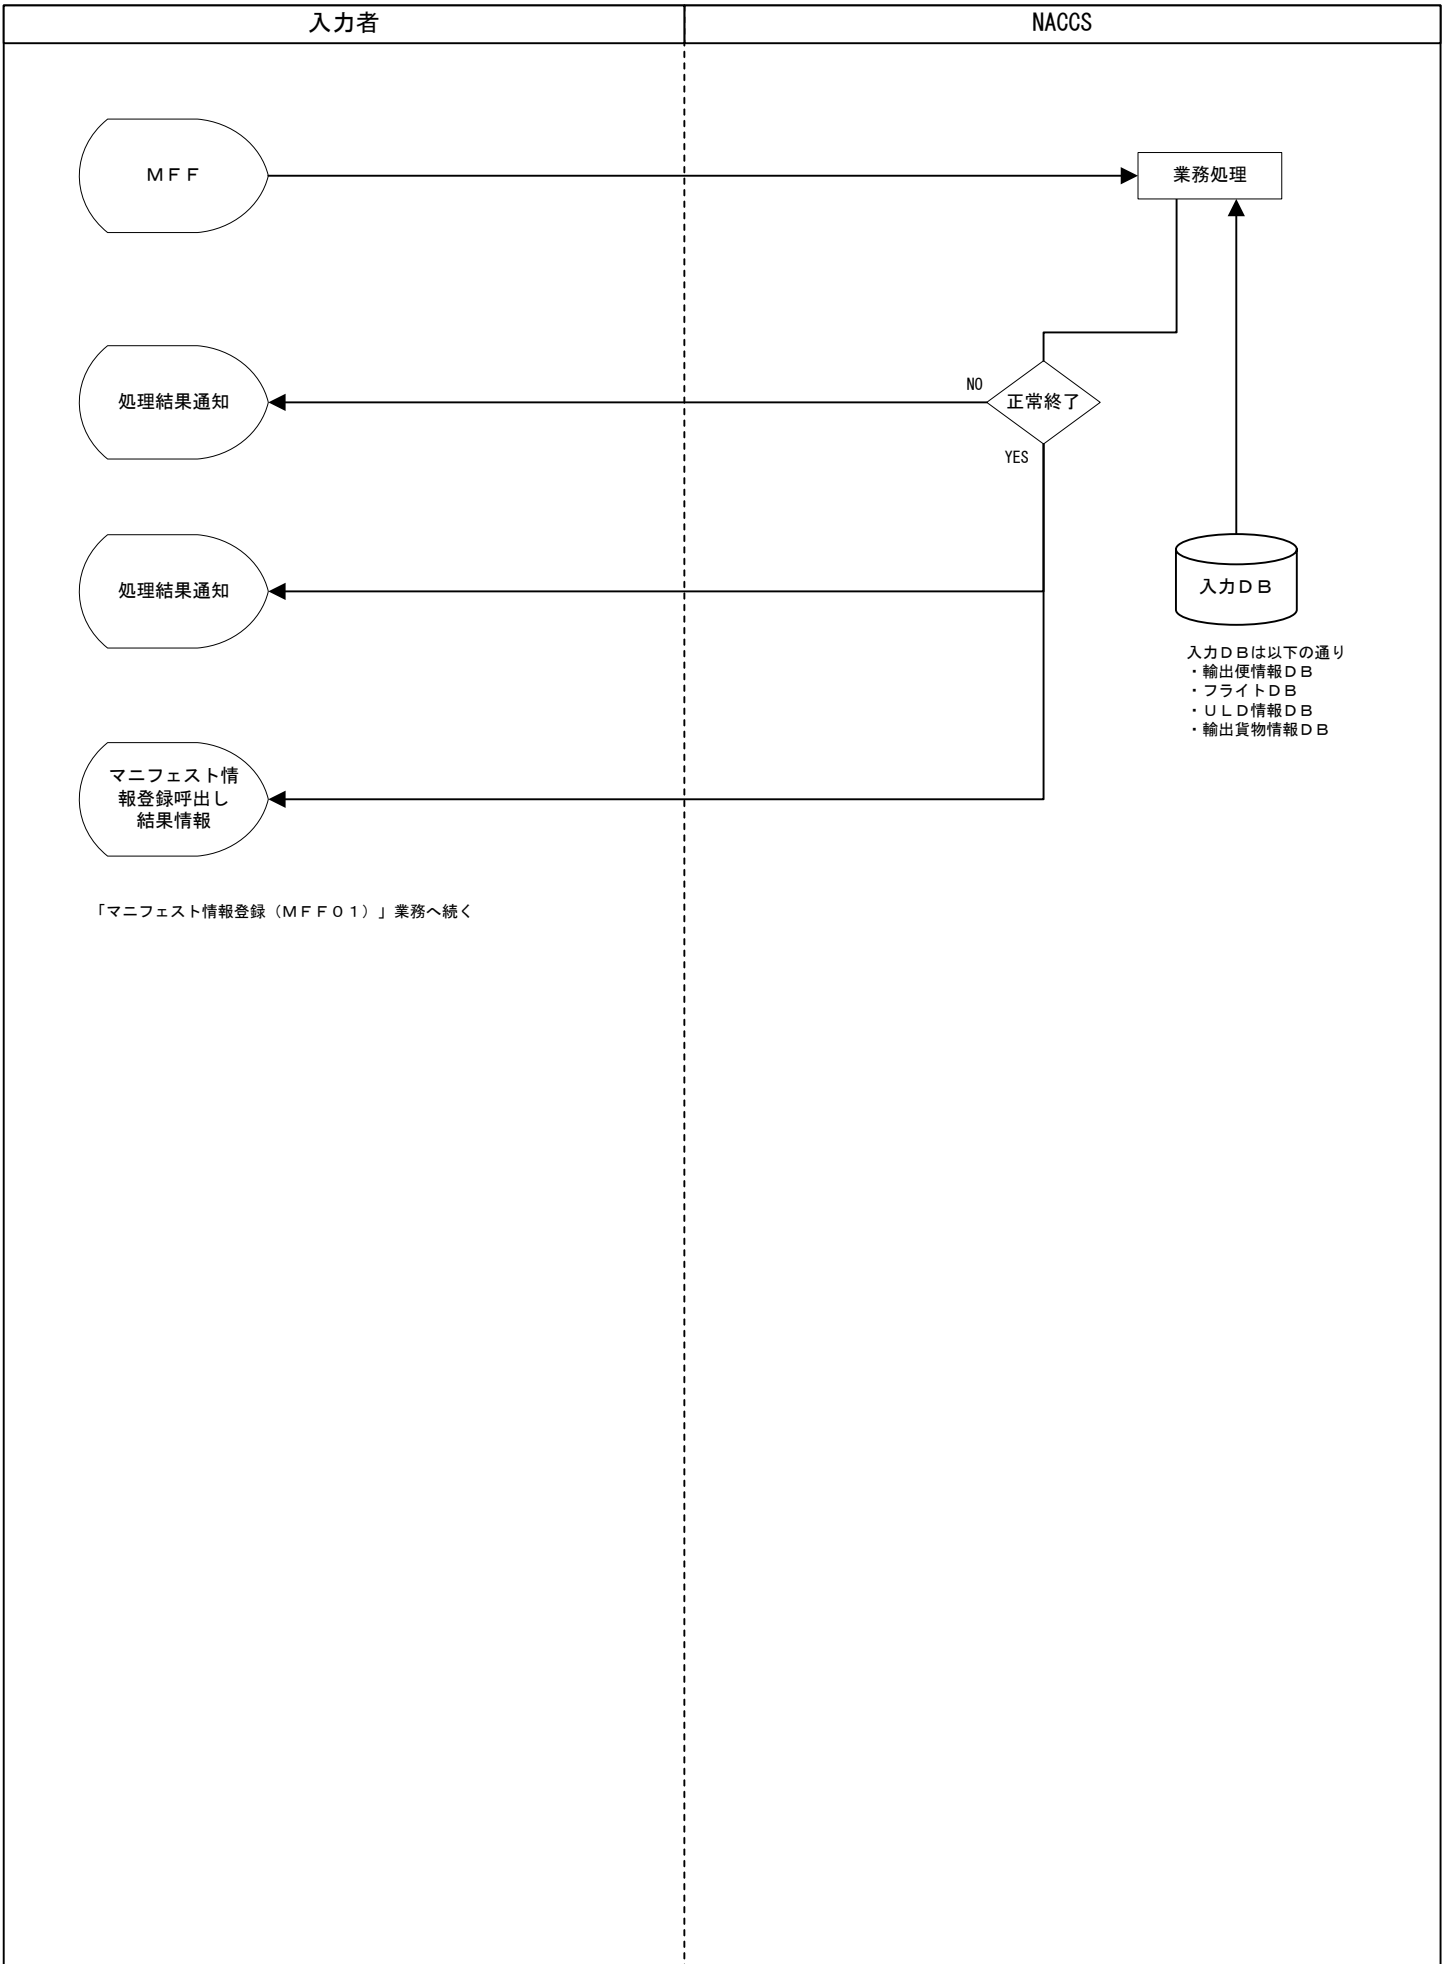 入力者
NACCS
ＭＦＦ
業務処理
処理結果通知
NO
正常終了
YES
処理結果通知
入力ＤＢ
入力ＤＢは以下の通り
・輸出便情報ＤＢ
・フライトＤＢ
・ＵＬＤ情報ＤＢ
・輸出貨物情報ＤＢ
マニフェスト情
報登録呼出し
結果情報
「マニフェスト情報登録（ＭＦＦ０１）」業務へ続く